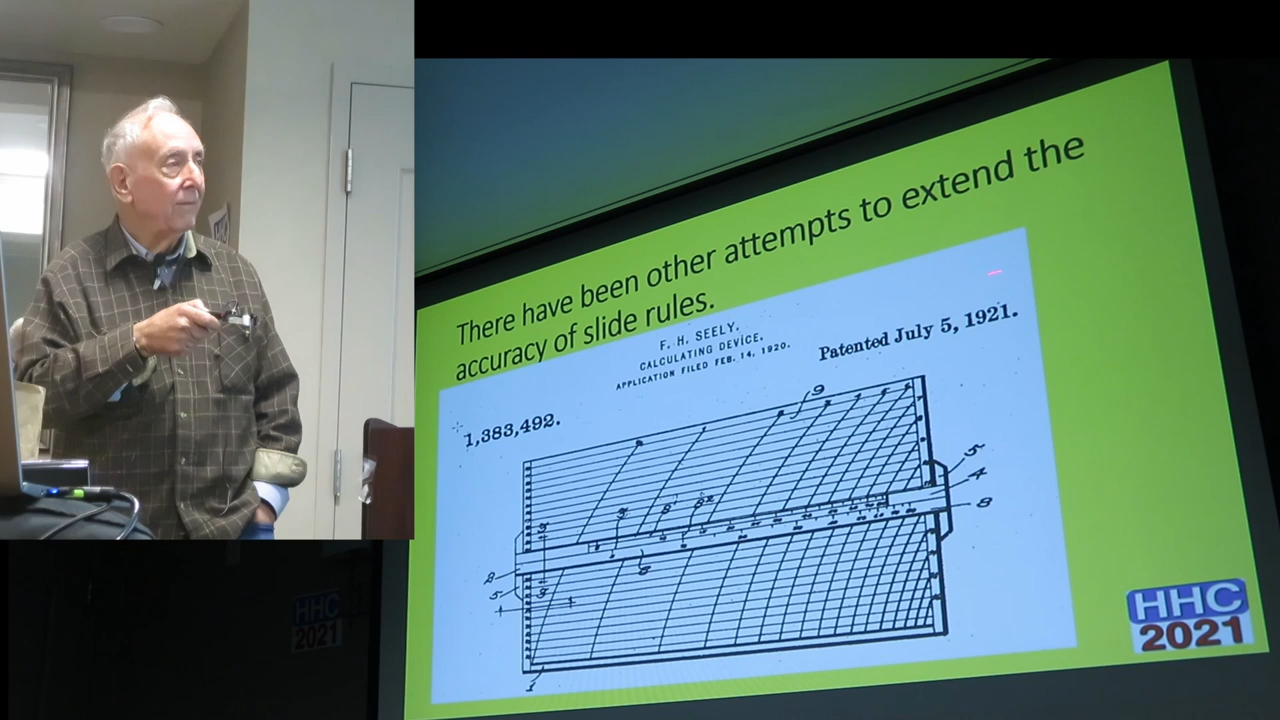 There have been other attempts to extend the
accuracy of slide rules.
F. H. SEELY.
CALCULATING DEVICE.
APPLICATION FILED FEB. 14, 1920.
Patented July 5, 1921.
1,383,492.
HHC
2021
HHC
2021